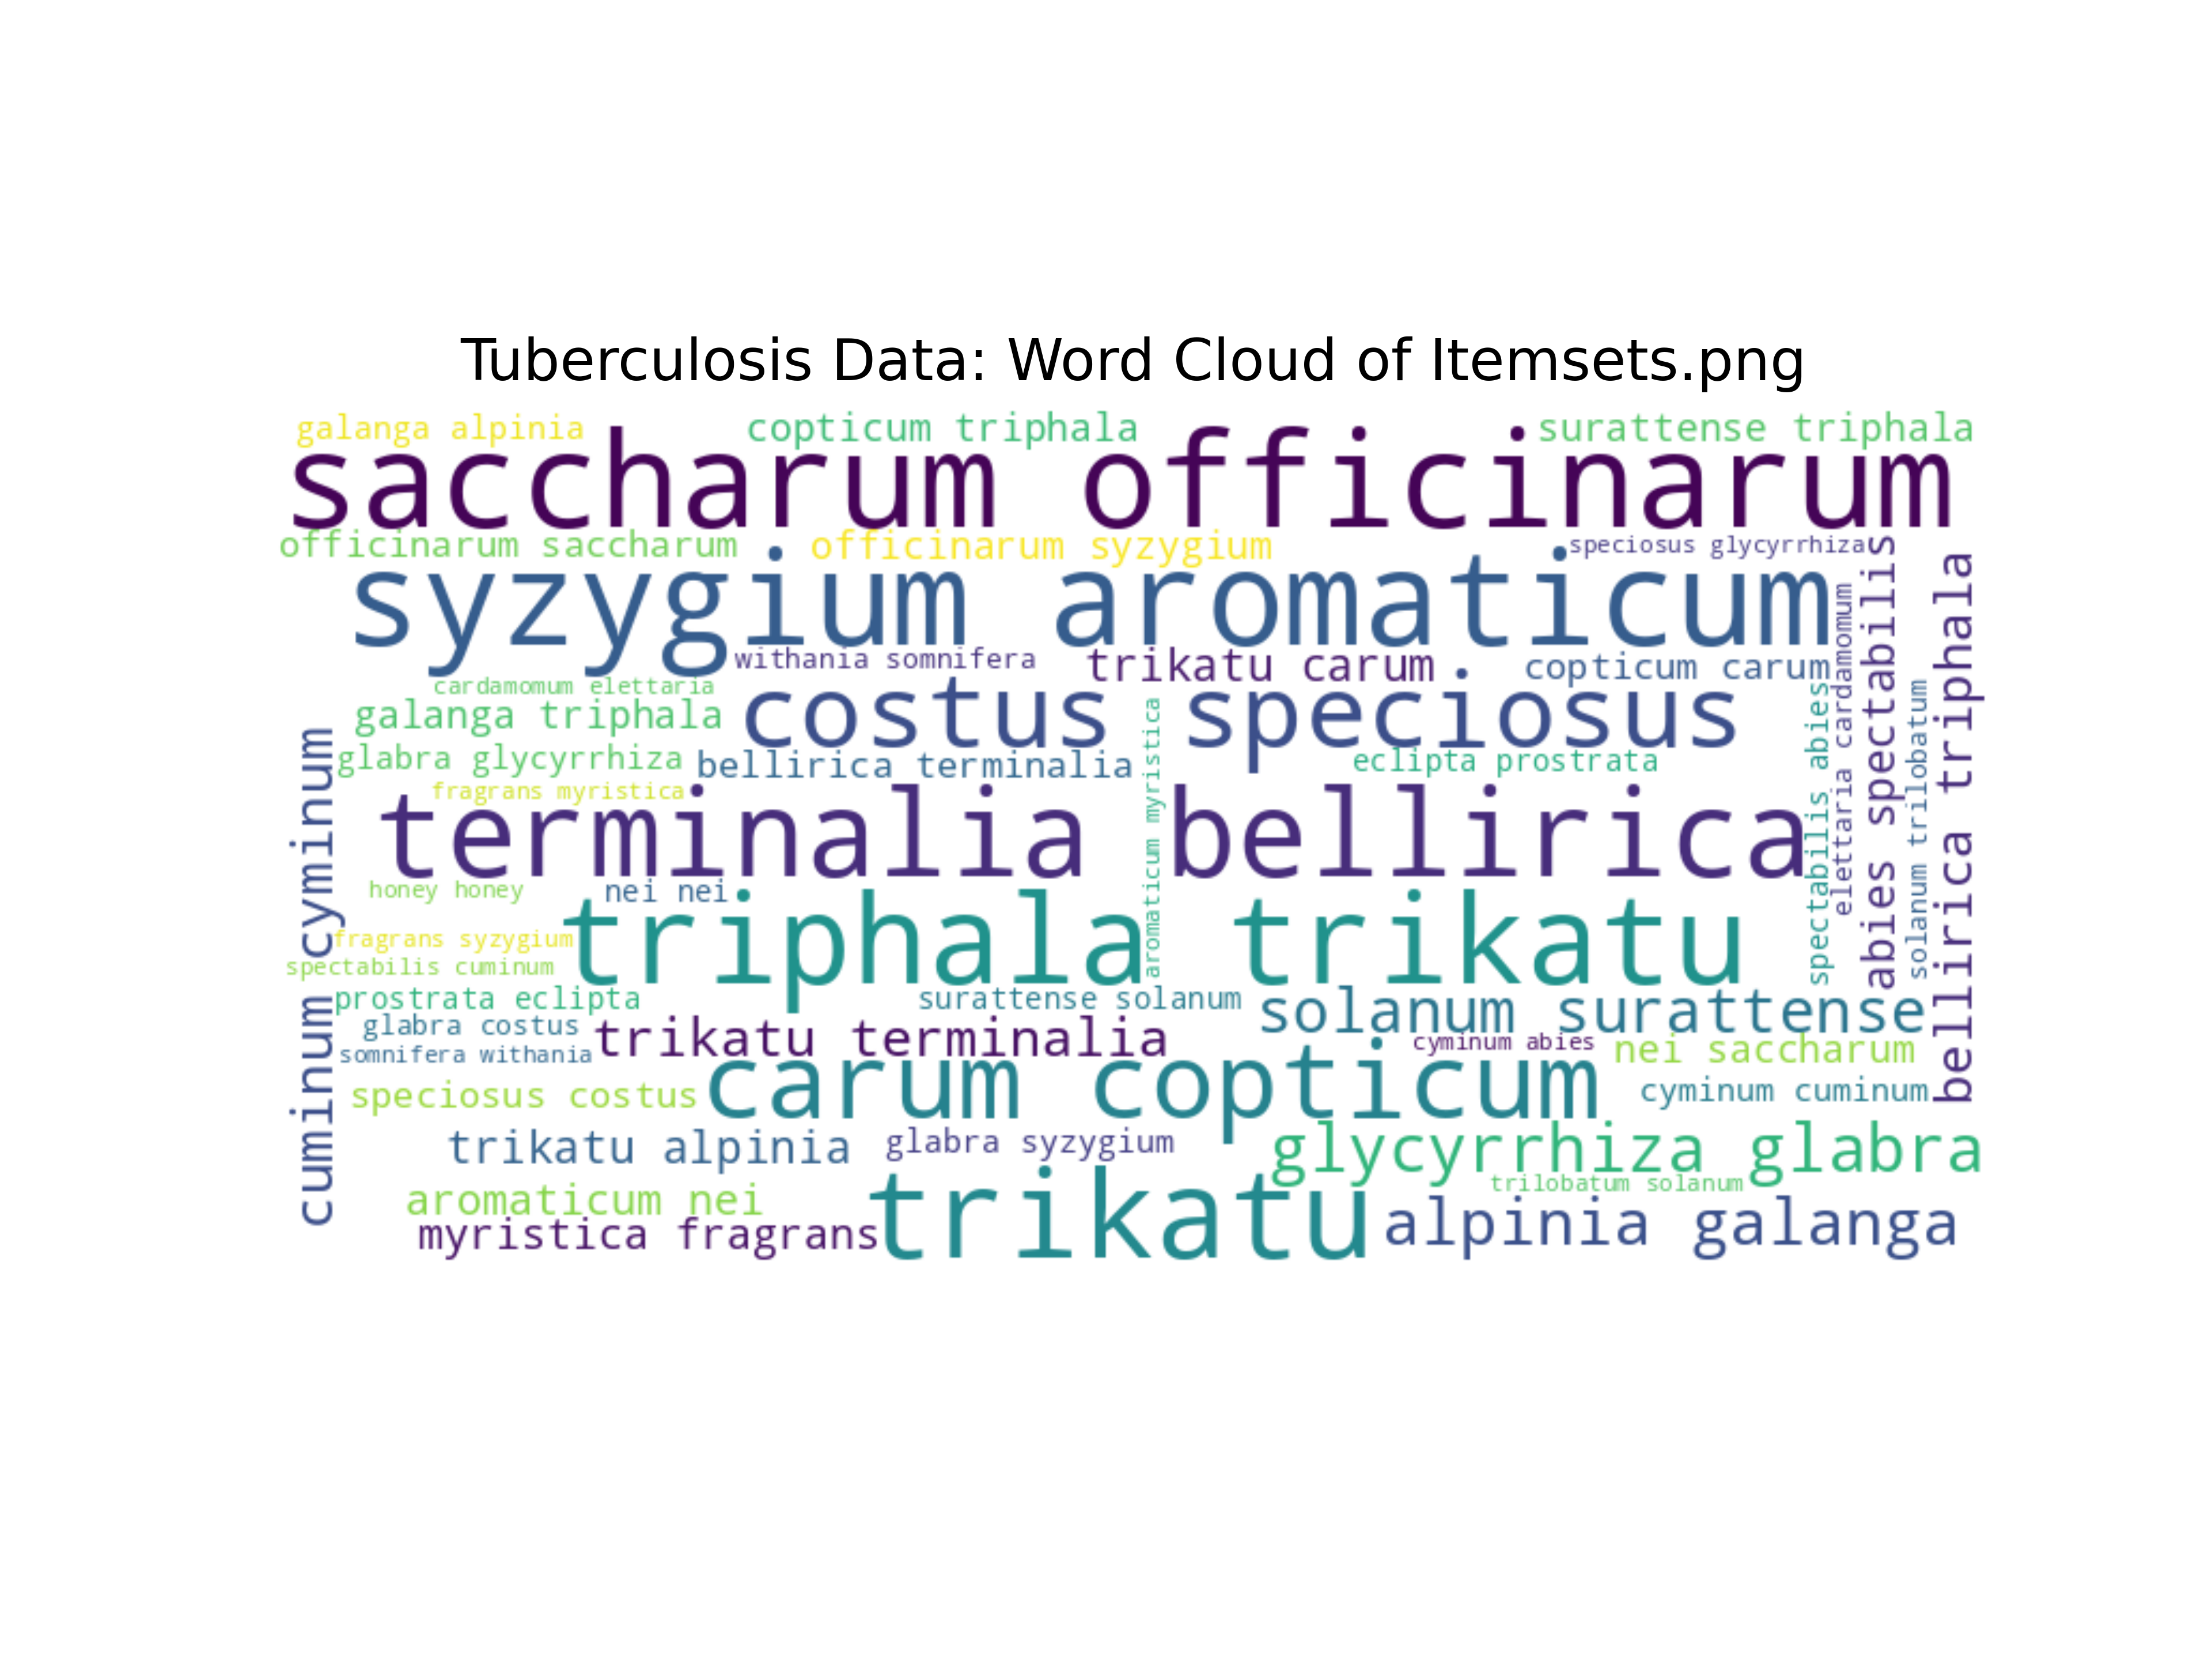 Tuberculosis Data: Word Cloud of Itemsets.png
galanga alpinia
copticum triphala
surattense triphala
saccharum officinarum
officinarum saccharum
officinarum syzygium
speciosus glycyrrhiza
syzygium aromaticum
withania somnifera
trikatu carum
copticum carum
cardamomum elettaria
galanga triphala
costus speciosus
glabra glycyrrhiza
bellirica terminalia
eclipta prostrata
fragrans myristica
terminalia bellirica
aromaticum myristica
spectabilis abies
elettaria cardamomum
abies spectabilis
solanum trilobatum
bellirica triphala
cuminum cyminum
honey honey
nei nei
triphala trikatu
fragrans syzygium
spectabilis cuminum
prostrata eclipta
surattense solanum
solanum surattense
glabra costus
trikatu terminalia
somnifera withania
cyminum abies
nei saccharum
speciosus costus
carum copticum
cyminum cuminum
trikatu alpinia
glabra syzygium
glycyrrhiza glabra
aromaticum nei
trikatu
trilobatum solanum
myristica fragrans
alpinia galanga